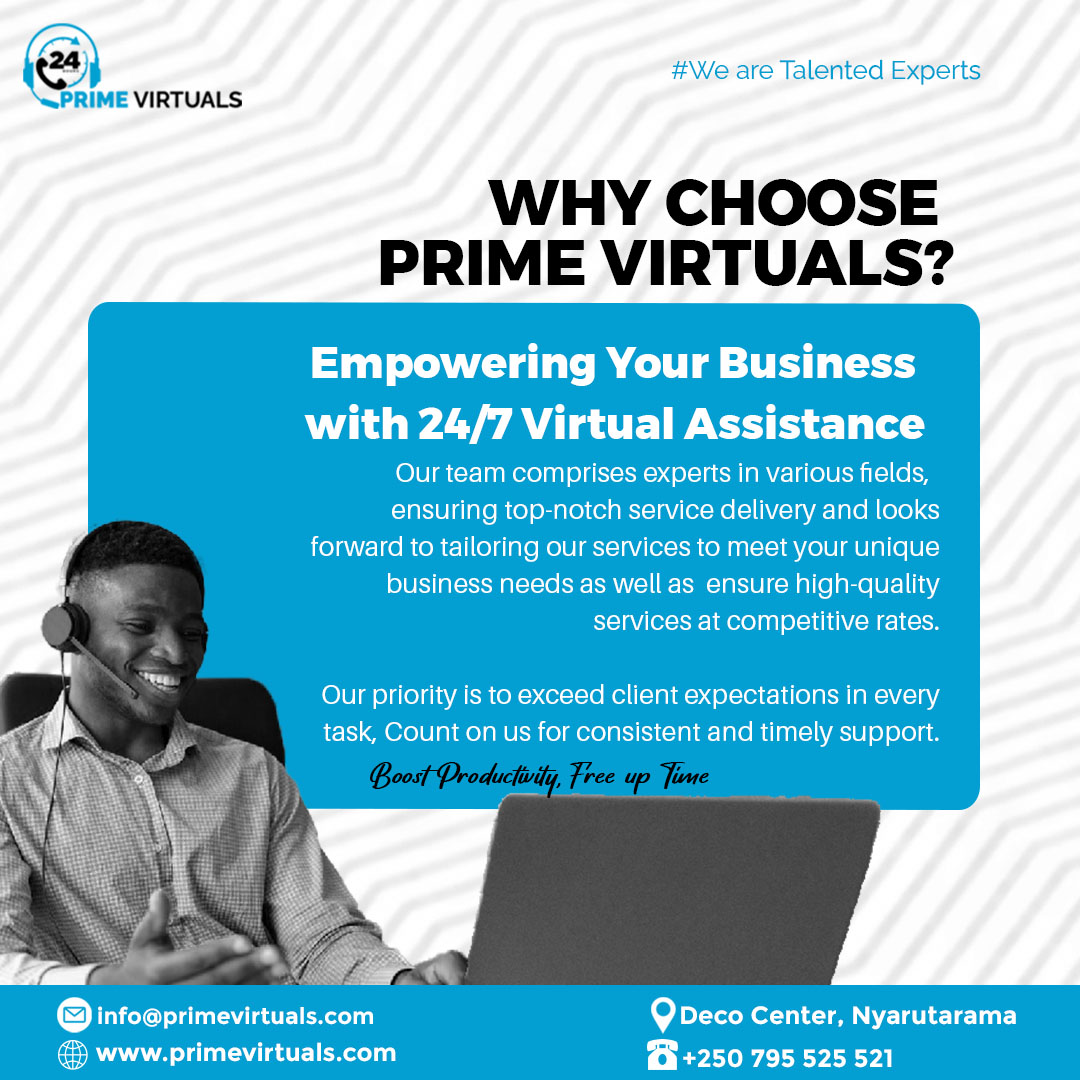 24
HOURS
PRIME VIRTUALS
#We are Talented Experts
WHY CHOOSE
PRIME VIRTUALS?
Empowering Your Business
with 24/7 Virtual Assistance
Our team comprises experts in various fields,
ensuring top-notch service delivery and looks
forward to tailoring our services to meet your unique
business needs as well as ensure high-quality
services at competitive rates.
Our priority is to exceed client expectations in every
task, Count on us for consistent and timely support.
Boost Productivity, Free up Time
info@primevirtuals.com
www.primevirtuals.com
Deco Center, Nyarutarama
+250 795 525 521